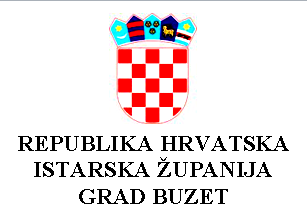 REPUBLIKA HRVATSKA
ISTARSKA ŽUPANIJA
GRAD BUZET